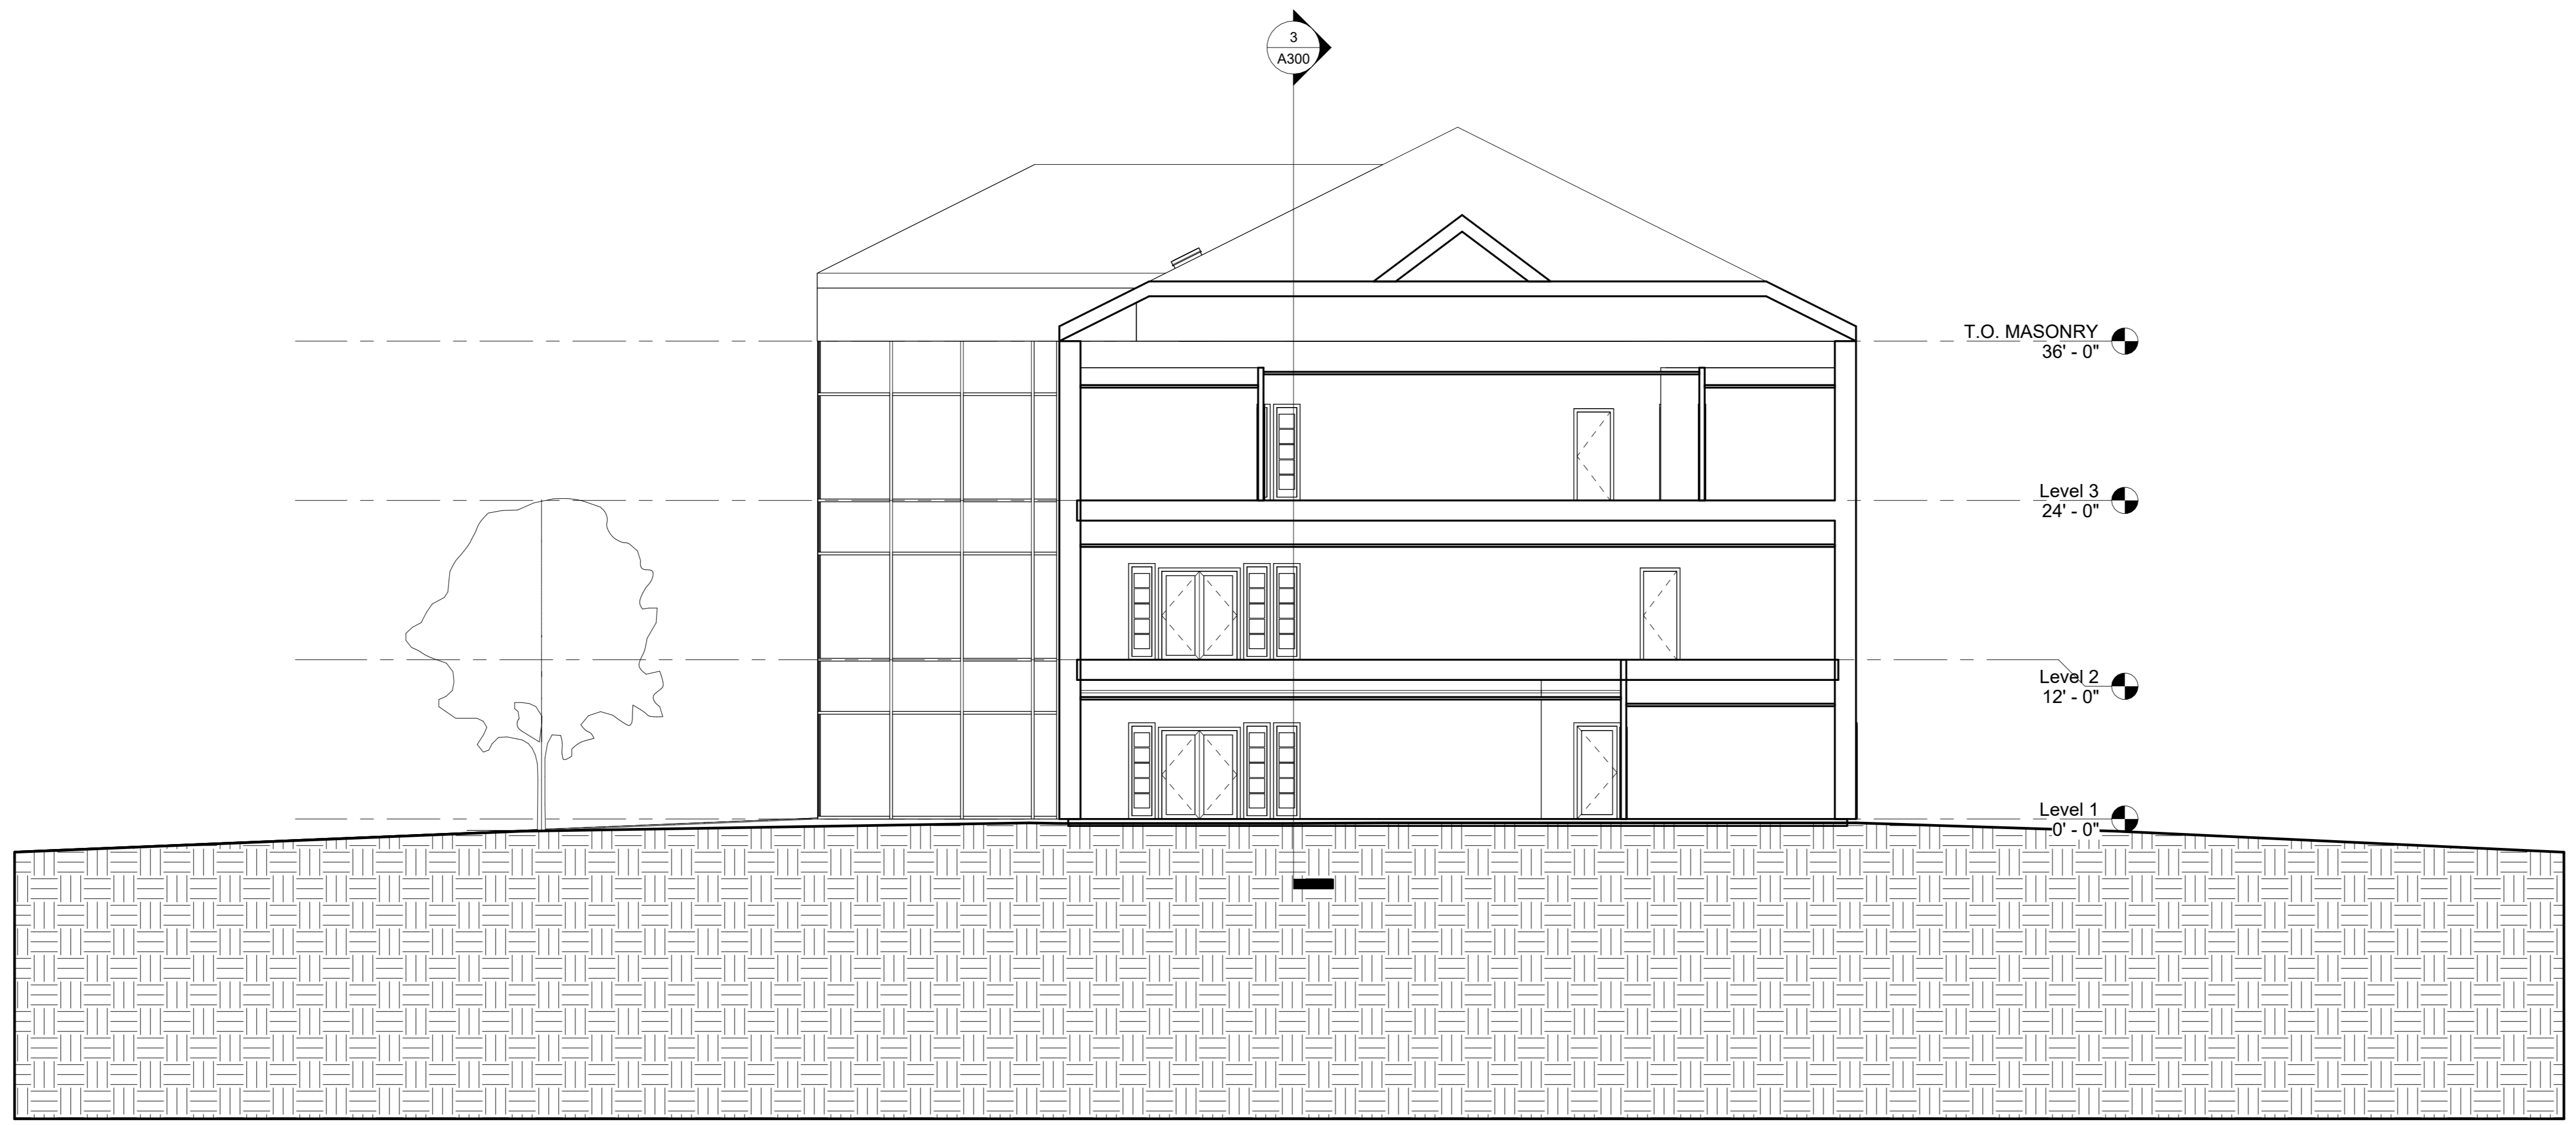 3
A300
T.O. MASONRY
36' - 0"
Level 3
24' - 0"
Level 2
12' - 0"
Level 1
0' - 0"